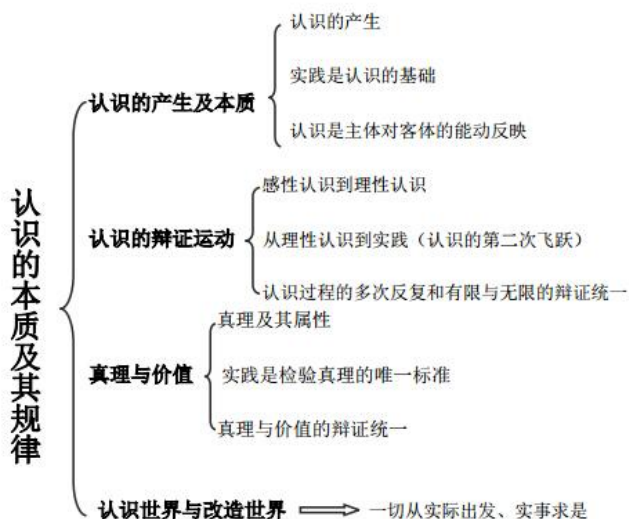 认识的本质及其规律
认识的产生及本质
认识的产生
实践是认识的基础
认识是主体对客体的能动反映
认识的辩证运动
感性认识到理性认识
从理性认识到实践（认识的第二次飞跃）
认识过程的多次反复和有限与无限的辩证统一
真理与价值
真理及其属性
实践是检验真理的唯一标准
真理与价值的辩证统一
认识世界与改造世界
一切从实际出发、实事求是